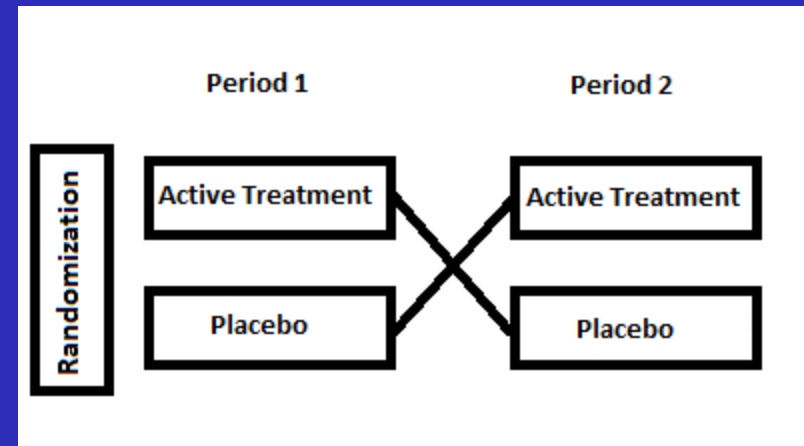 Period 1
Period 2
Randomization
Active Treatment
Active Treatment
Placebo
Placebo